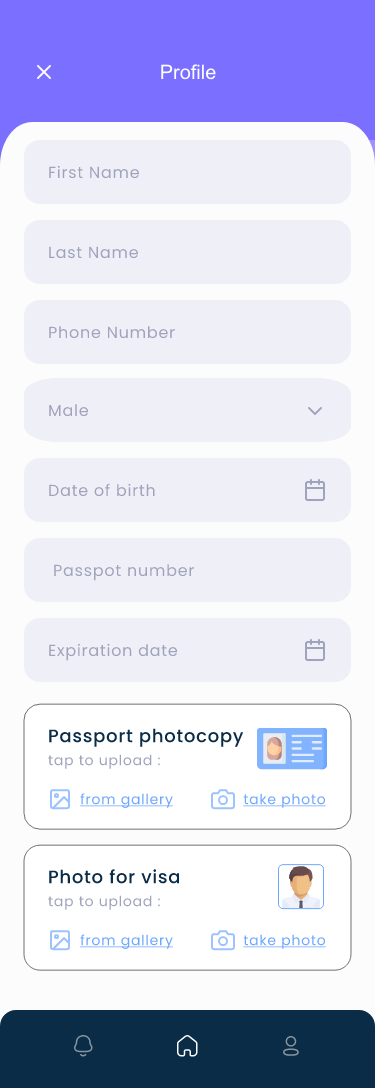 Profile
First Name
Last Name
Phone Number
Male
Date of birth
Passpot number
Expiration date
Passport photocopy
tap to upload :
from gallery take photo
Photo for visa
tap to upload :
from gallery take photo